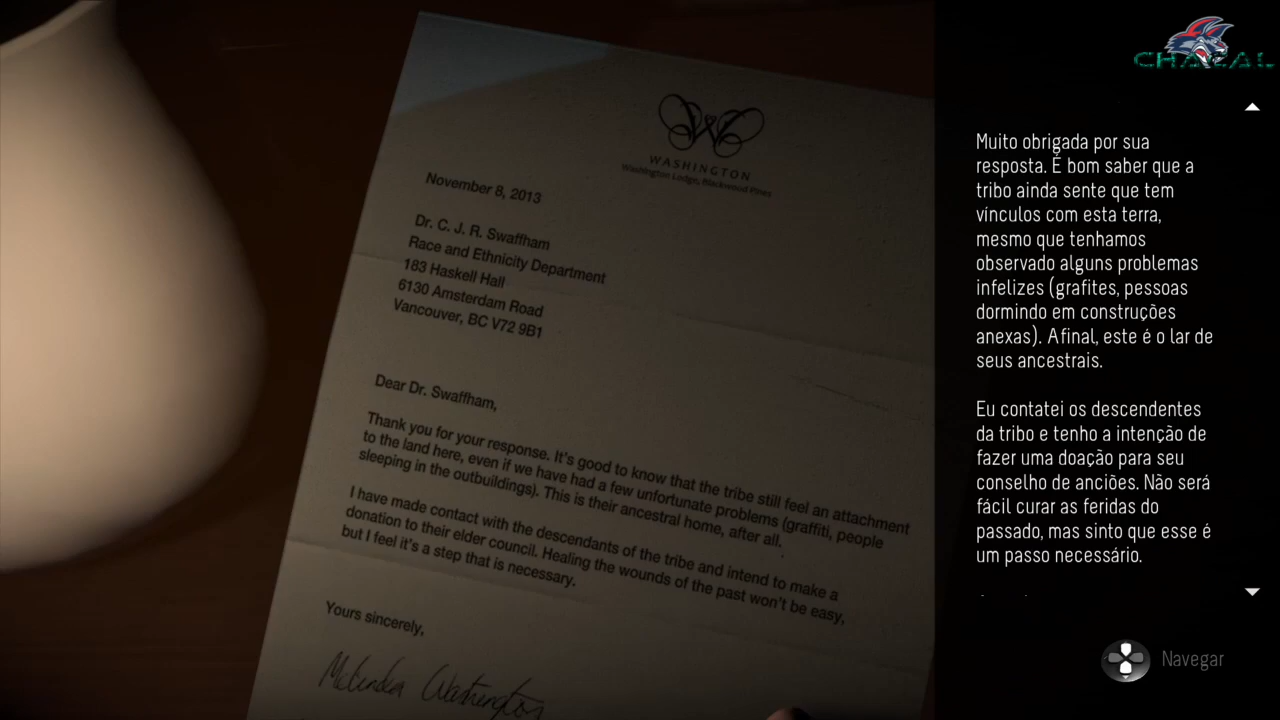 CHACAL
W
WASHINGTON
Washington Lodge, Blackwood Pines
November 8, 2013
Dr. C. J. R. Swaffham
Race and Ethnicity Department
183 Haskell Hall
6130 Amsterdam Road
Vancouver, BC V72 9B1
Dear Dr. Swaffham,
Thank you for your response. It's good to know that the tribe still feel an attachment
to the land here, even if we have had a few unfortunate problems (graffiti, people
sleeping in the outbuildings). This is their ancestral home, after all.
I have made contact with the descendants of the tribe and intend to make a
donation to their elder council. Healing the wounds of the past won't be easy,
but I feel it's a step that is necessary.
Yours sincerely,
Melinda Washington
Muito obrigada por sua
resposta. É bom saber que a
tribo ainda sente que tem
vínculos com esta terra,
mesmo que tenhamos
observado alguns problemas
infelizes (grafites, pessoas
dormindo em construções
anexas). Afinal, este é o lar de
seus ancestrais.
Eu contatei os descendentes
da tribo e tenho a intenção de
fazer uma doação para seu
conselho de anciões. Não será
fácil curar as feridas do
passado, mas sinto que esse é
um passo necessário.
Navegar